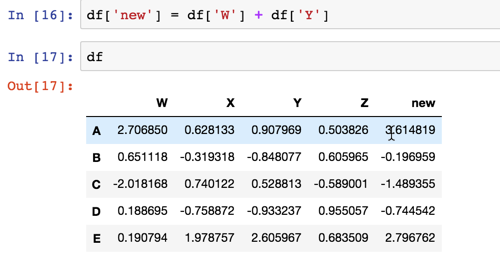 In [16]: df['new'] = df['W'] + df['Y']
In [17]: df
Out[17]:
W X Y Z new
A 2.706850 0.628133 0.907969 0.503826 3.614819
B 0.651118 -0.319318 -0.848077 0.605965 -0.196959
C -2.018168 0.740122 0.528813 -0.589001 -1.489355
D 0.188695 -0.758872 -0.933237 0.955057 -0.744542
E 0.190794 1.978757 2.605967 0.683509 2.796762